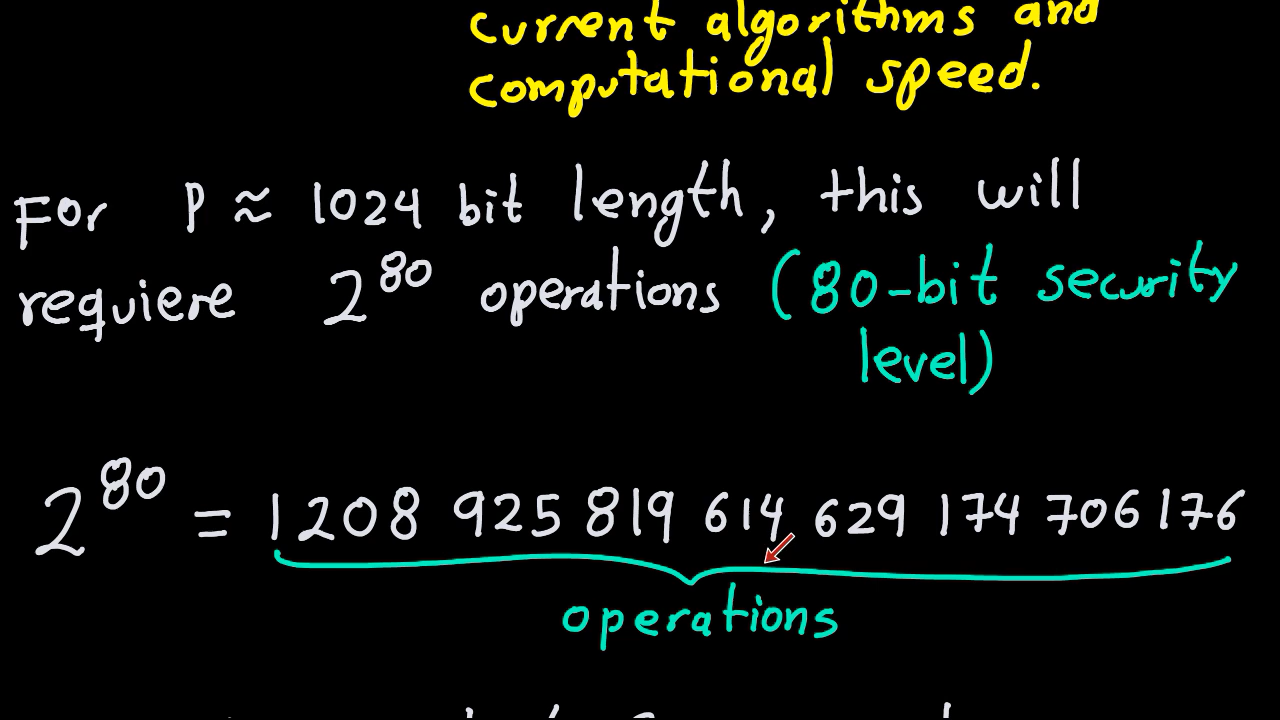 current algorithms and
computational speed.
For P ≈ 1024 bit length, this will
requiere 2^80 operations (80-bit security
level)
2^80 = 1208 925 819 614 629 174 706 176
operations